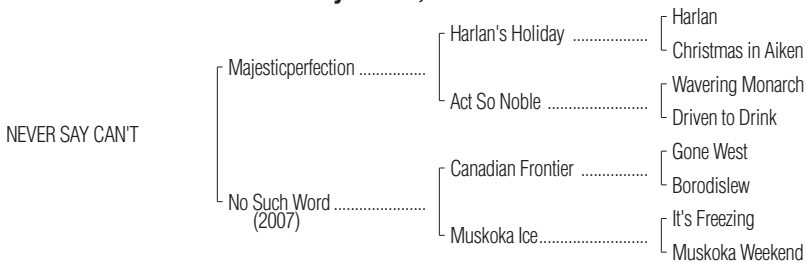 Harlan
Harlan's Holiday ..................
Christmas in Aiken
Majesticperfection ................
Wavering Monarch
Act So Noble ........................
Driven to Drink
NEVER SAY CAN'T
Gone West
Canadian Frontier ................
Borodislew
No Such Word ......................
(2007)
It's Freezing
Muskoka Ice..........................
Muskoka Weekend